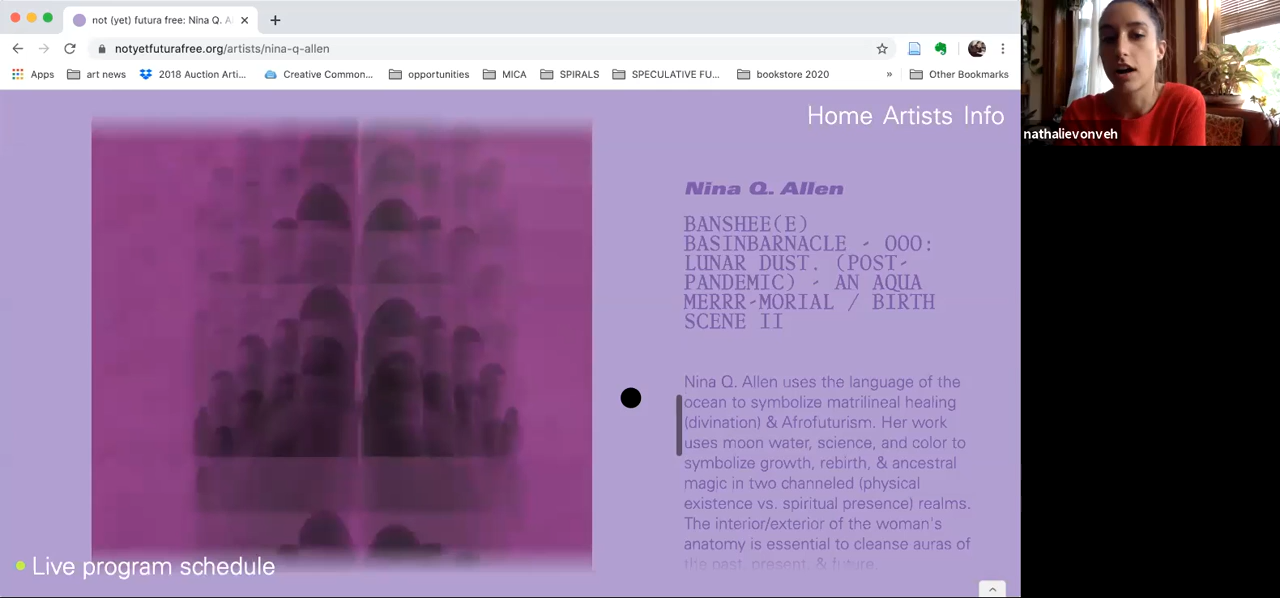 not (yet) futura free: Nina Q. A
notyetfuturafree.org/artists/nina-q-allen
Apps art news 2018 Auction Arti... Creative Common... opportunities MICA SPIRALS SPECULATIVE FU... bookstore 2020 » Other Bookmarks
nathalievonveh
Home Artists Info
Nina Q. Allen
BANSHEE(E)
BASINBARNACLE - OOO:
LUNAR DUST. (POST-
PANDEMIC) - AN AQUA
MERRR-MORIAL / BIRTH
SCENE II
Nina Q. Allen uses the language of the
ocean to symbolize matrilineal healing
(divination) & Afrofuturism. Her work
uses moon water, science, and color to
symbolize growth, rebirth, & ancestral
magic in two channeled (physical
existence vs. spiritual presence) realms.
The interior/exterior of the woman's
anatomy is essential to cleanse auras of
the past, present, & future.
Live program schedule